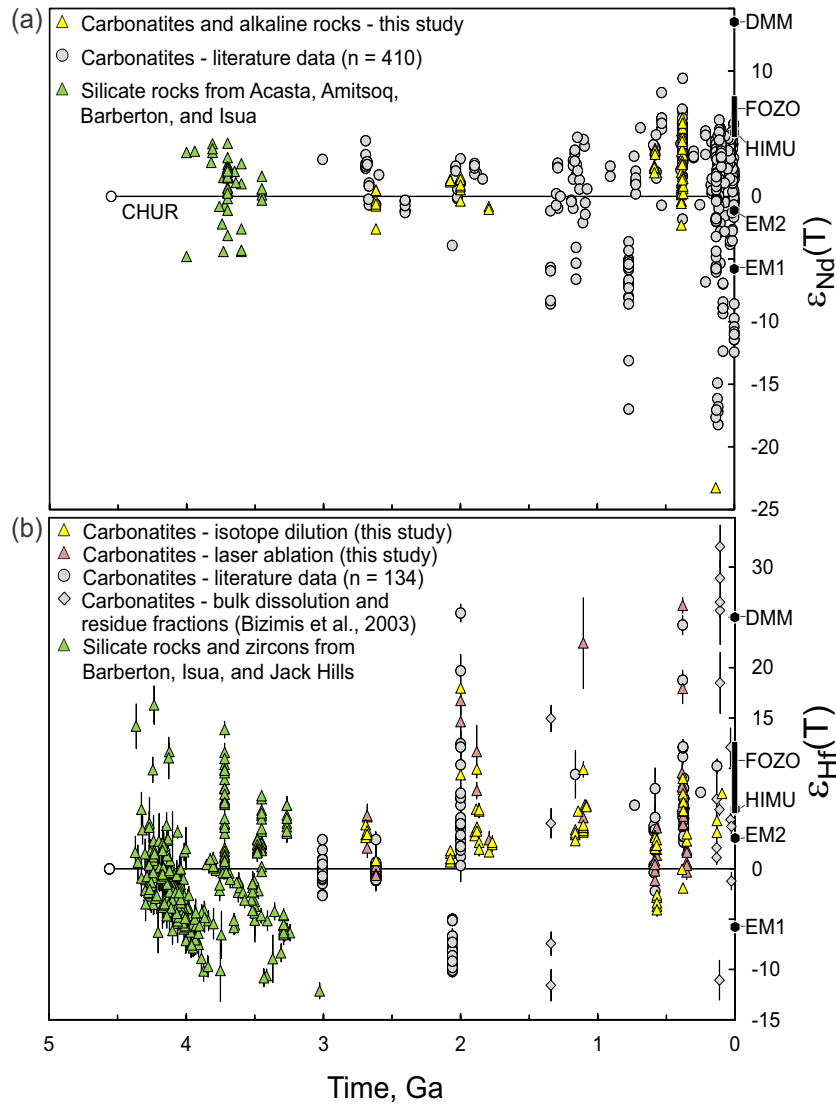 (a)
Carbonatites and alkaline rocks - this study
Carbonatites - literature data (n = 410)
Silicate rocks from Acasta, Amitsoq,
Barberton, and Isua
CHUR
DMM
10
FOZO
HIMU
0
EM2
EM1
-10
-15
-20
-25
εNd(T)
(b)
Carbonatites - isotope dilution (this study)
Carbonatites - laser ablation (this study)
Carbonatites - literature data (n = 134)
Carbonatites - bulk dissolution and
residue fractions (Bizimis et al., 2003)
Silicate rocks and zircons from
Barberton, Isua, and Jack Hills
30
DMM
20
15
FOZO
HIMU
EM2
0
EM1
-10
-15
εHf(T)
5 4 3 2 1 0
Time, Ga